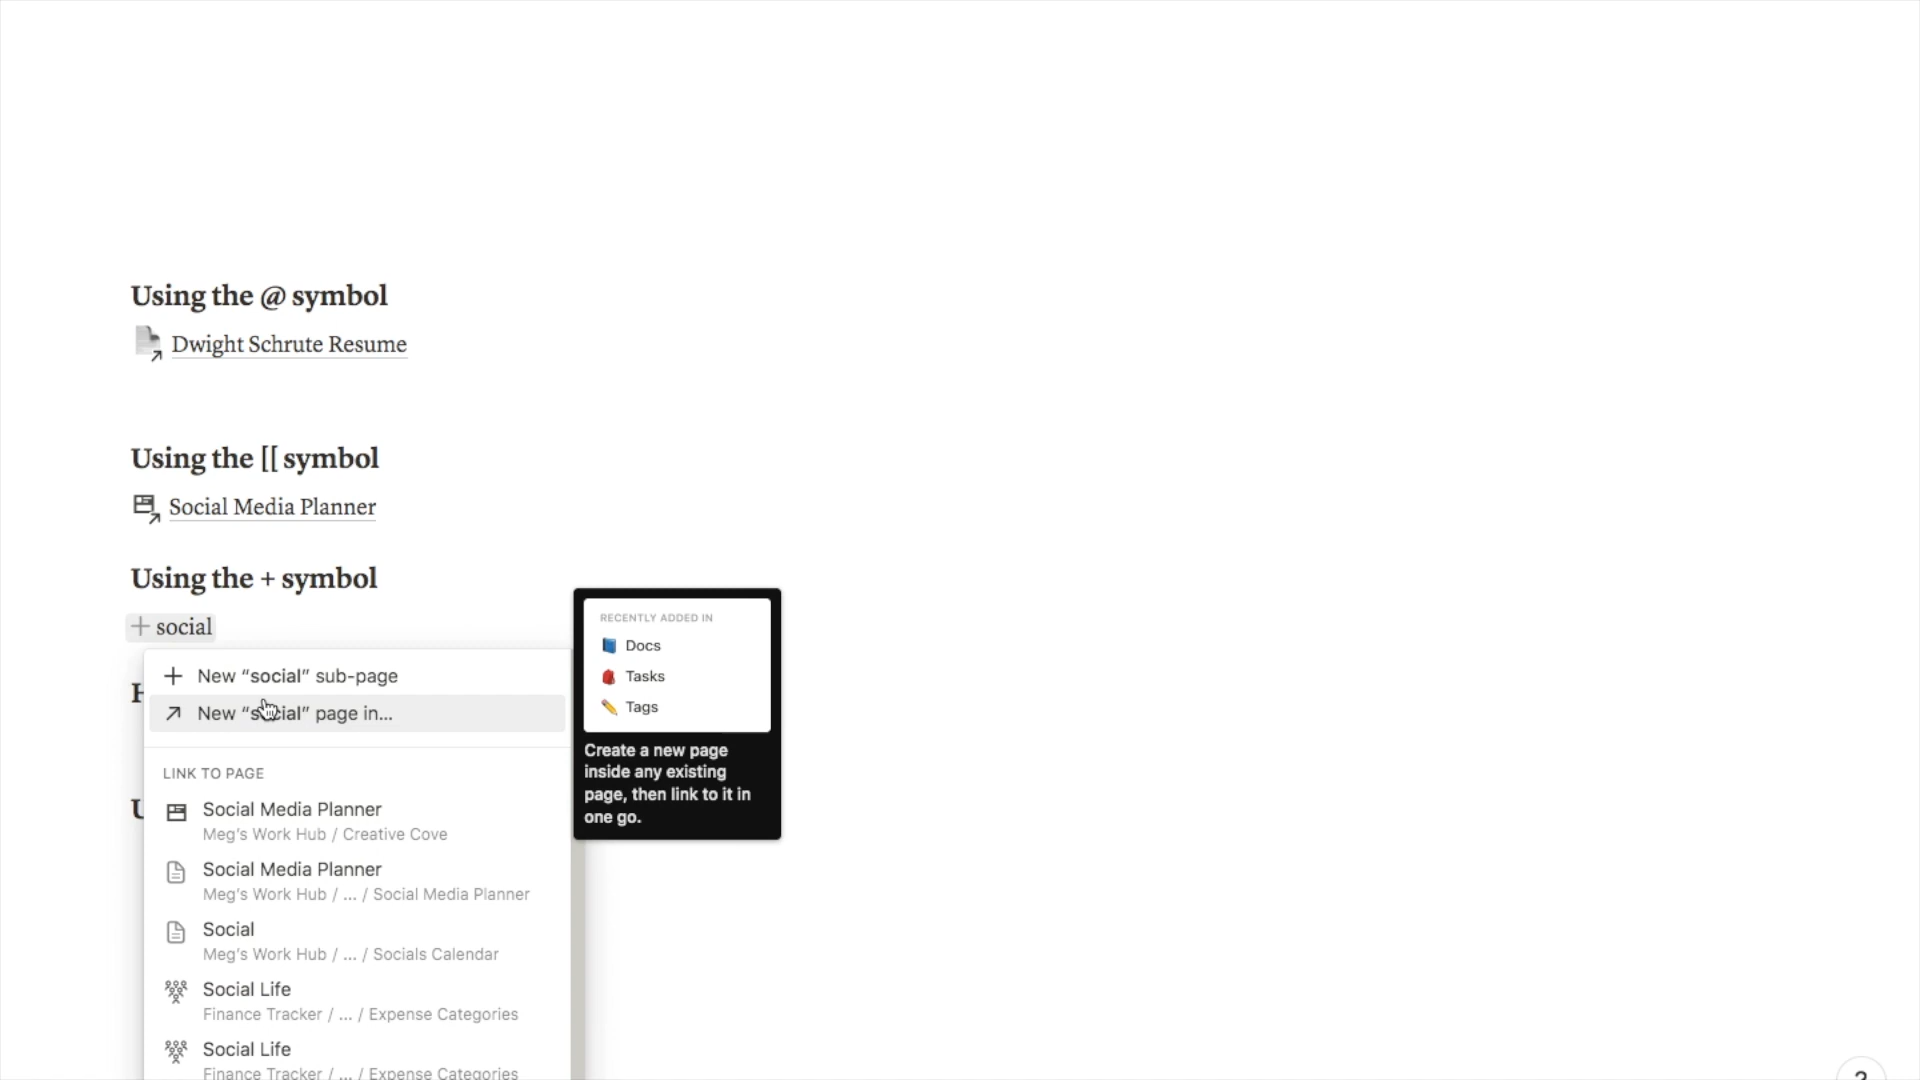 Using the @ symbol
Dwight Schrute Resume
Using the [[ symbol
Social Media Planner
Using the + symbol
+ social
New “social” sub-page
New “social” page in...
LINK TO PAGE
Social Media Planner
Meg's Work Hub / Creative Cove
Social Media Planner
Meg's Work Hub / ... / Social Media Planner
Social
Meg's Work Hub / ... / Socials Calendar
Social Life
Finance Tracker / ... / Expense Categories
Social Life
Finance Tracker / ... / Expense Categories
RECENTLY ADDED IN
Docs
Tasks
Tags
Create a new page
inside any existing
page, then link to it in
one go.